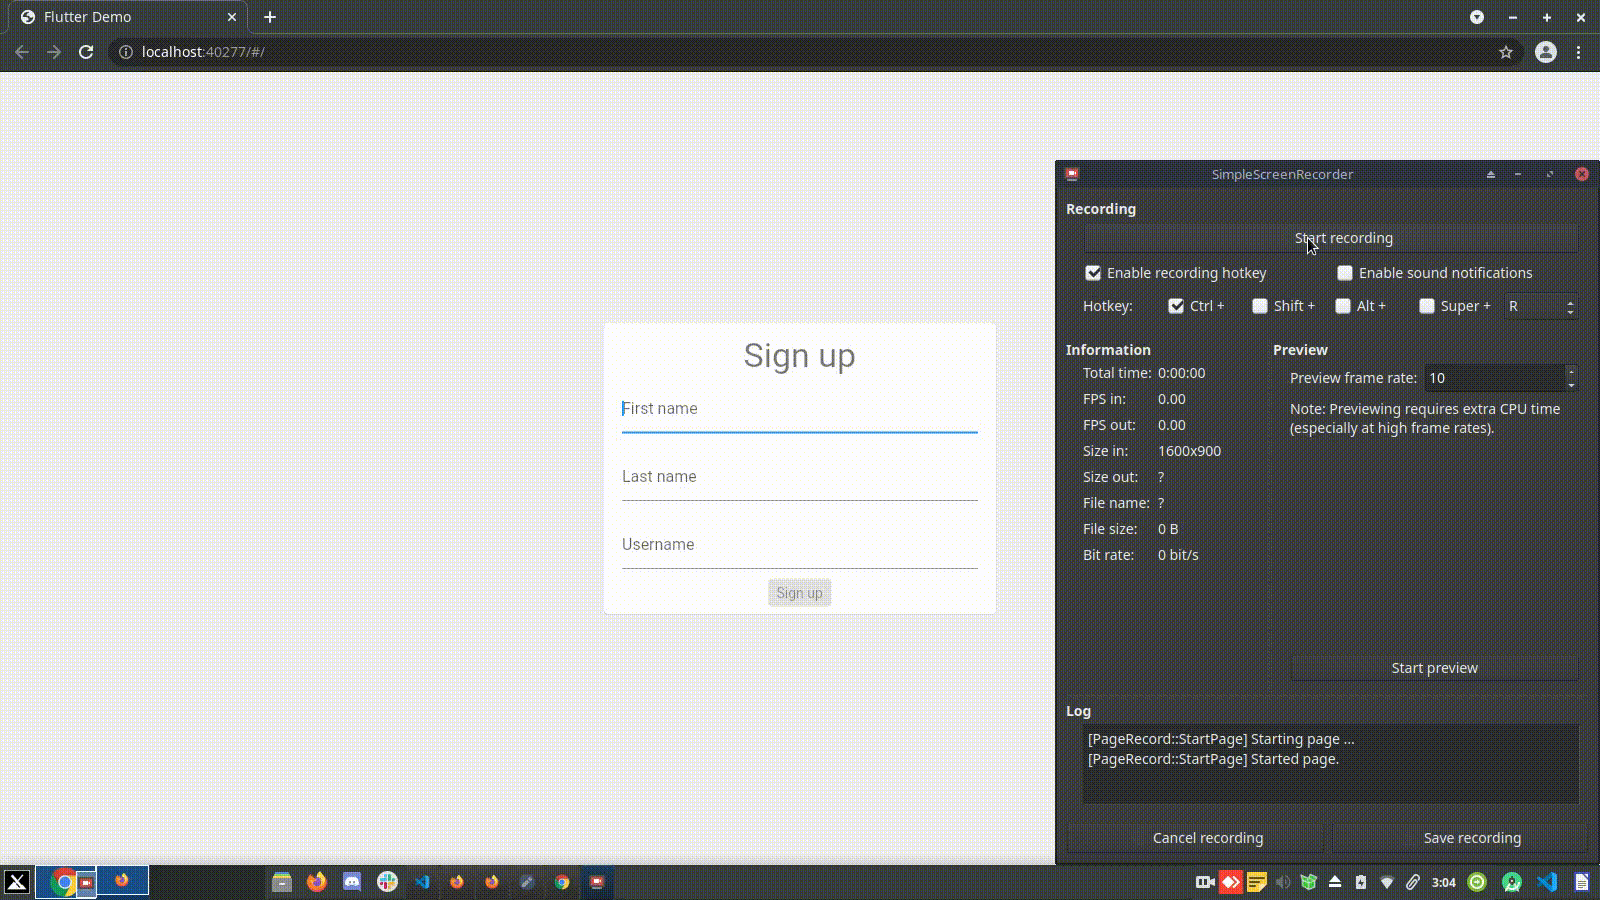 Flutter Demo
localhost:40277/#/
Sign up
First name
Last name
Username
Sign up
SimpleScreenRecorder
Recording
Start recording
Enable recording hotkey
Enable sound notifications
Hotkey: Ctrl + Shift + Alt + Super + R
Information
Total time: 0:00:00
FPS in: 0.00
FPS out: 0.00
Size in: 1600x900
Size out: ?
File name: ?
File size: 0 B
Bit rate: 0 bit/s
Preview
Preview frame rate: 10
Note: Previewing requires extra CPU time
(especially at high frame rates).
Start preview
Log
[PageRecord::StartPage] Starting page ...
[PageRecord::StartPage] Started page.
Cancel recording
Save recording
3:04